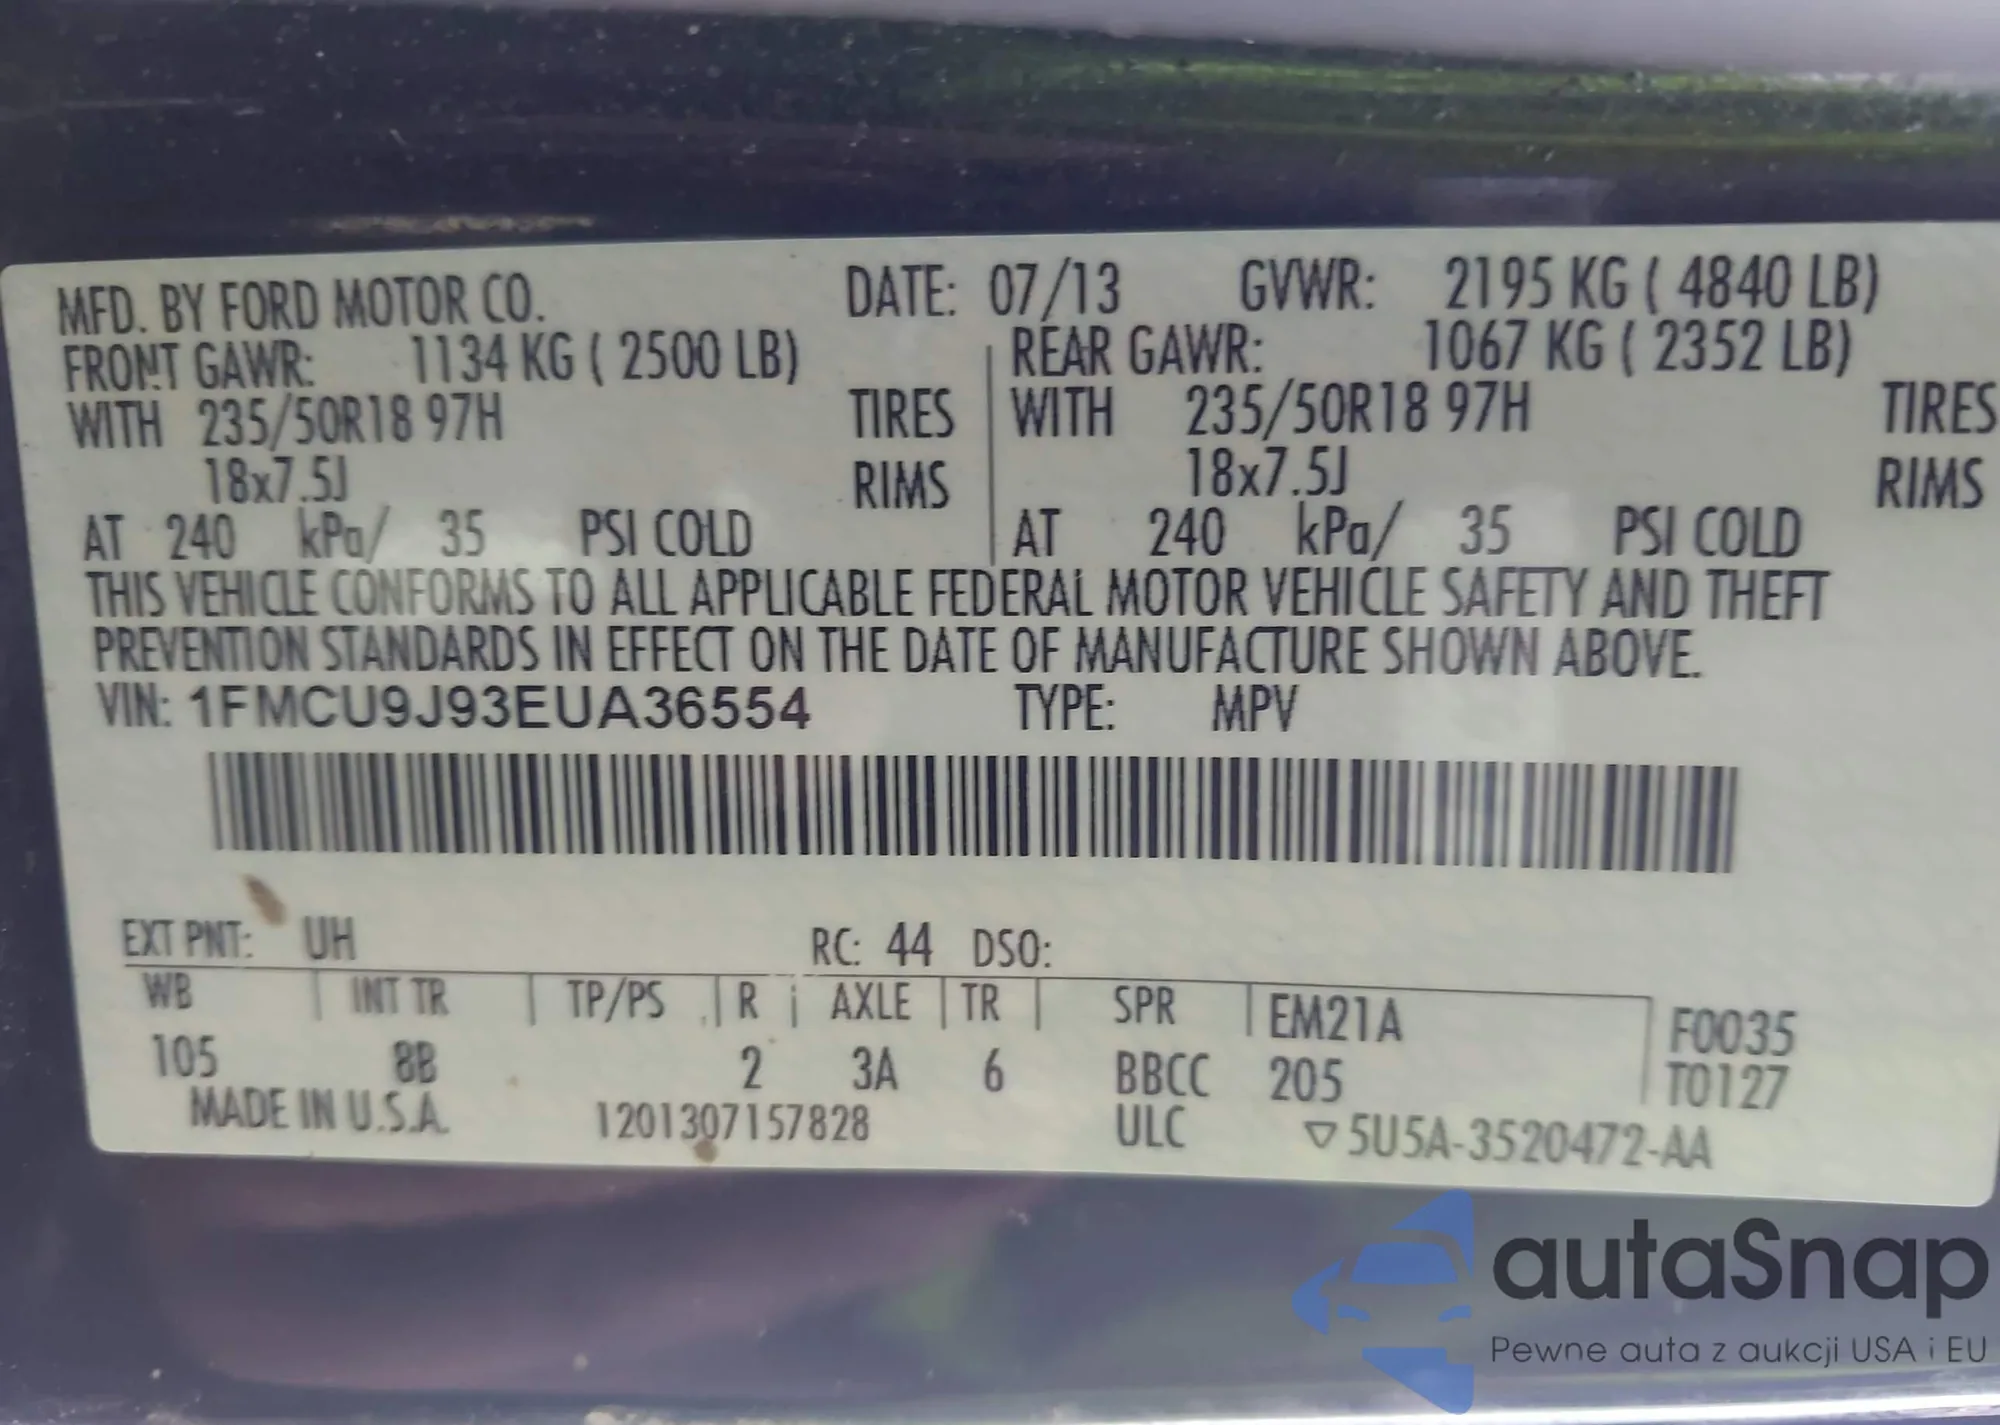 MFD. BY FORD MOTOR CO. DATE: 07/13 GVWR: 2195 KG ( 4840 LB)
FRONT GAWR: 1134 KG ( 2500 LB) REAR GAWR: 1067 KG ( 2352 LB)
WITH 235/50R18 97H TIRES WITH 235/50R18 97H TIRES
18x7.5J RIMS 18x7.5J RIMS
AT 240 kPa/ 35 PSI COLD AT 240 kPa/ 35 PSI COLD
THIS VEHICLE CONFORMS TO ALL APPLICABLE FEDERAL MOTOR VEHICLE SAFETY AND THEFT
PREVENTION STANDARDS IN EFFECT ON THE DATE OF MANUFACTURE SHOWN ABOVE.
VIN: 1FMCU9J93EUA36554 TYPE: MPV
EXT PNT: UH RC: 44 DSO:
WB INT TR TP/PS R AXLE TR SPR EM21A F0035
105 8B 2 3A 6 BBCC 205 T0127
MADE IN U.S.A. 1201307157828 ULC ▽5U5A-3520472-AA
autaSnap
Pewne auta z aukcji USA i EU